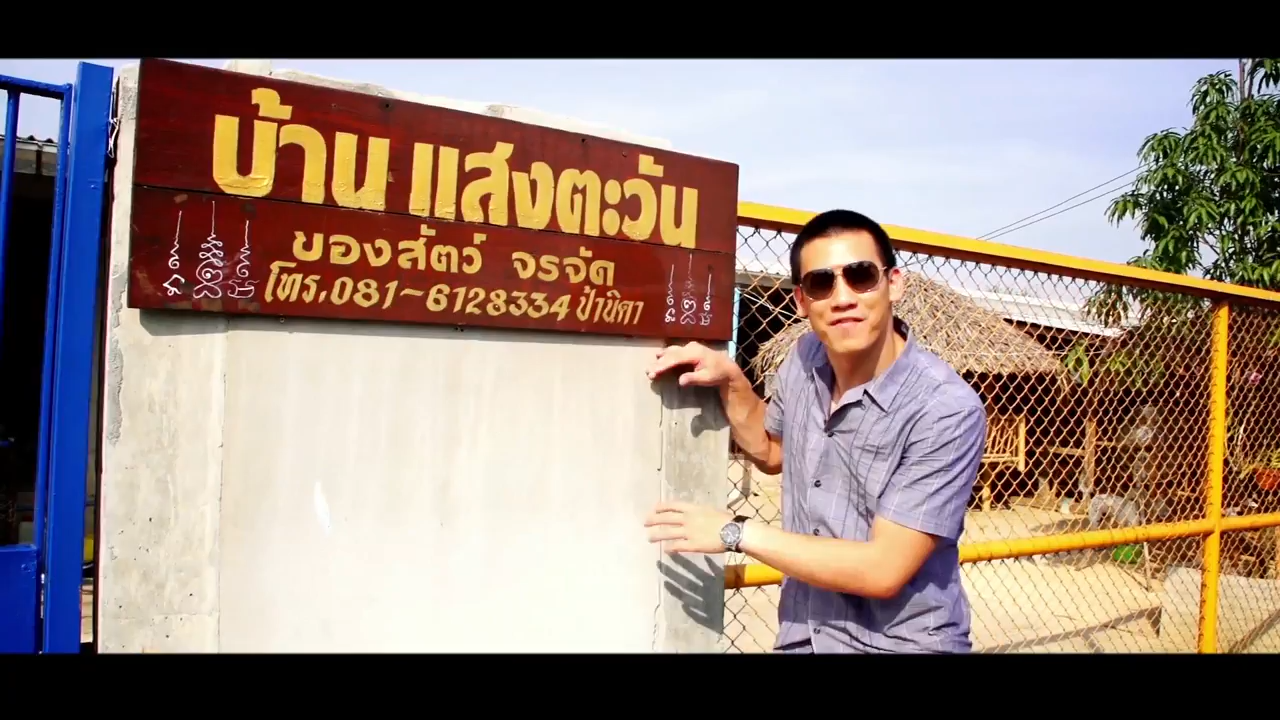 บ้าน แสงตะวัน
ของสัตว์ จรจัด
โทร.081-6128334 ป้านิดา